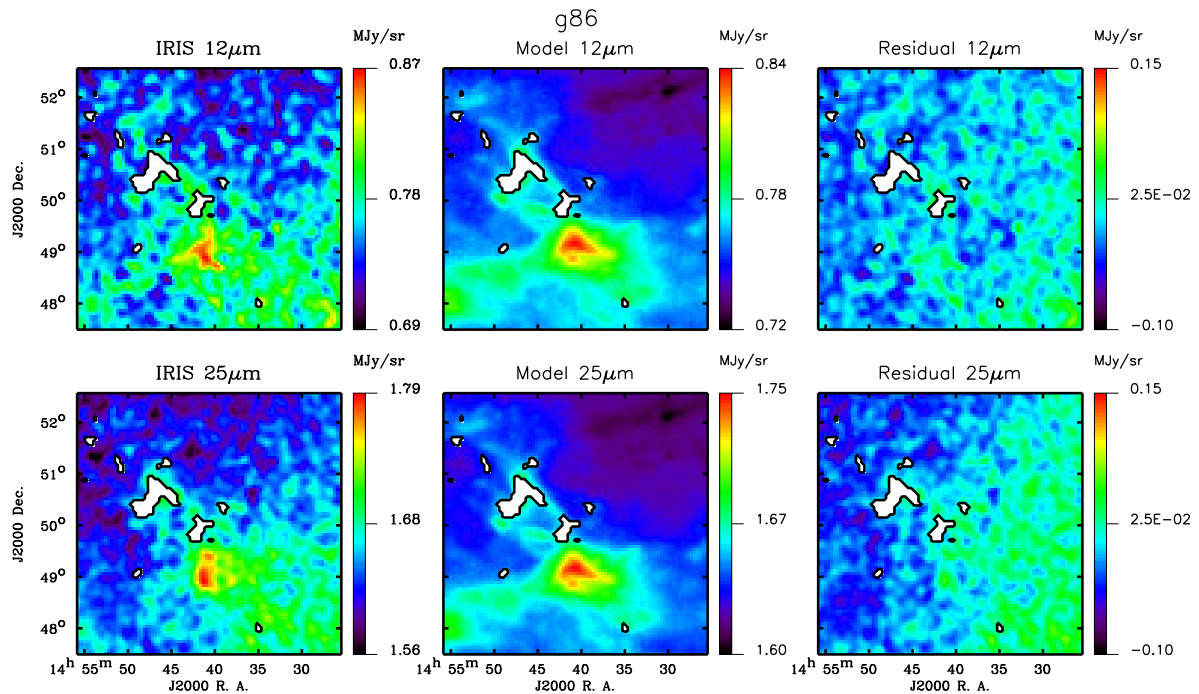 g86
IRIS 12μm
MJy/sr
Model 12μm
MJy/sr
Residual 12μm
MJy/sr
52°
51°
50°
49°
48°
J2000 Dec.
0.87
0.78
0.69
0.84
0.78
0.72
0.15
2.5E−02
−0.10
IRIS 25μm
MJy/sr
Model 25μm
MJy/sr
Residual 25μm
MJy/sr
52°
51°
50°
49°
48°
J2000 Dec.
1.79
1.68
1.56
1.75
1.67
1.60
0.15
2.5E−02
−0.10
14h 55m 50 45 40 35 30
J2000 R. A.
14h 55m 50 45 40 35 30
J2000 R. A.
14h 55m 50 45 40 35 30
J2000 R. A.